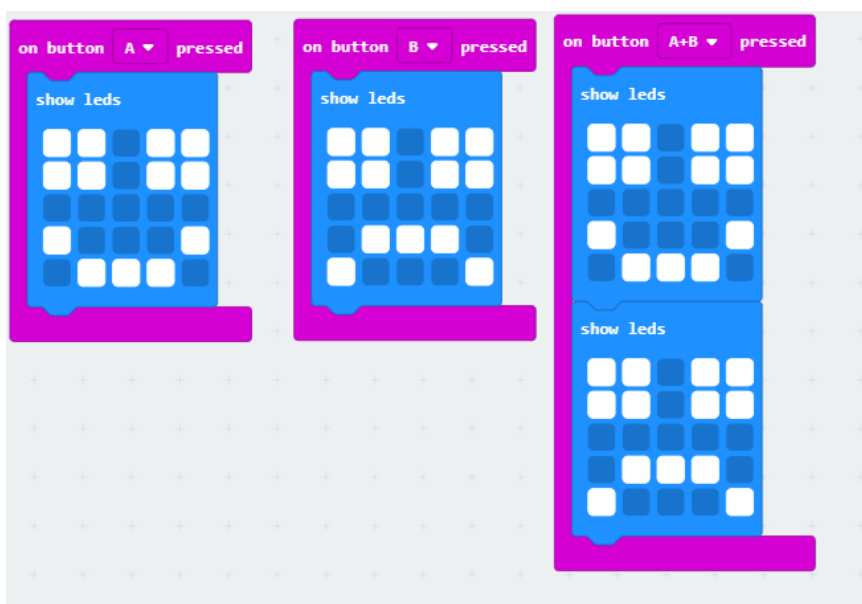 on button A pressed
show leds
on button B pressed
show leds
on button A+B pressed
show leds
show leds